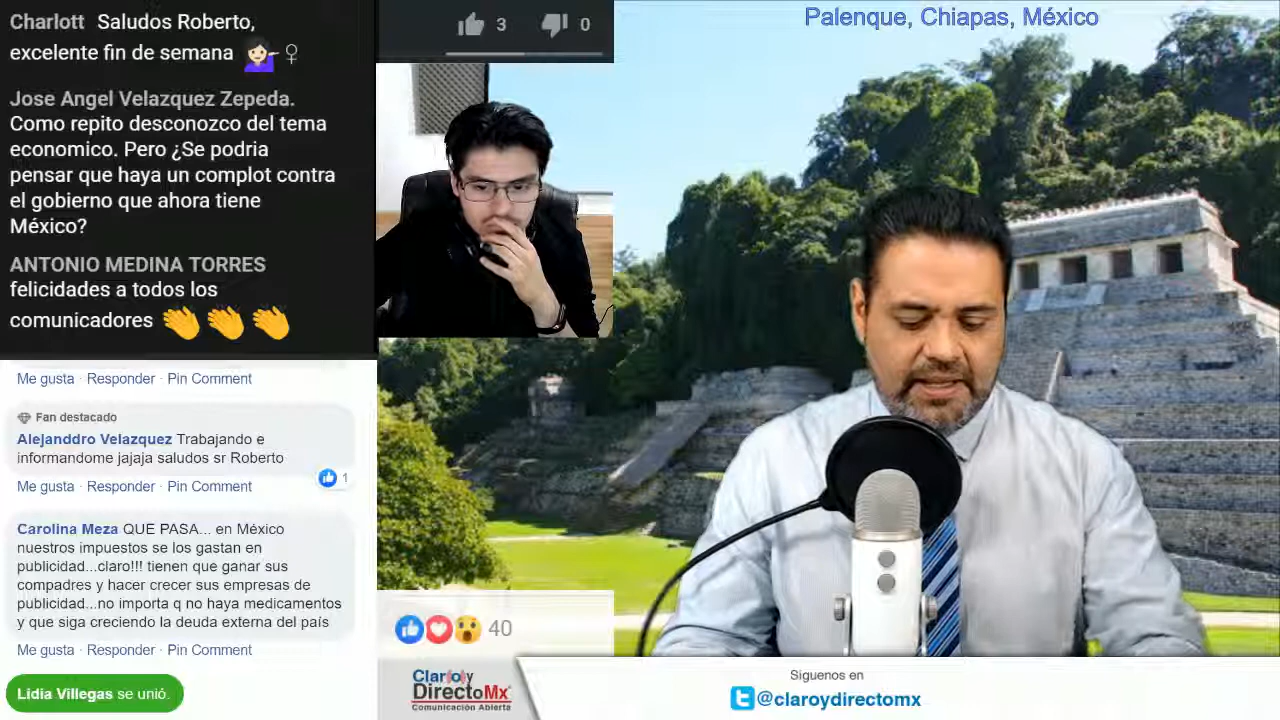 Charlott Saludos Roberto,
excelente fin de semana
Jose Angel Velazquez Zepeda.
Como repito desconozco del tema
economico. Pero ¿Se podria
pensar que haya un complot contra
el gobierno que ahora tiene
México?
ANTONIO MEDINA TORRES
felicidades a todos los
comunicadores
Me gusta · Responder · Pin Comment
Fan destacado
Alejanddro Velazquez Trabajando e
informandome jajaja saludos sr Roberto
1
Me gusta · Responder · Pin Comment
Carolina Meza QUE PASA... en México
nuestros impuestos se los gastan en
publicidad...claro!!! tienen que ganar sus
compadres y hacer crecer sus empresas de
publicidad...no importa q no haya medicamentos
y que siga creciendo la deuda externa del país
Me gusta · Responder · Pin Comment
Lidia Villegas se unió.
3 0
Palenque, Chiapas, México
40
Claro y
DirectoMx
Comunicación Abierta
Siguenos en
@claroydirectomx